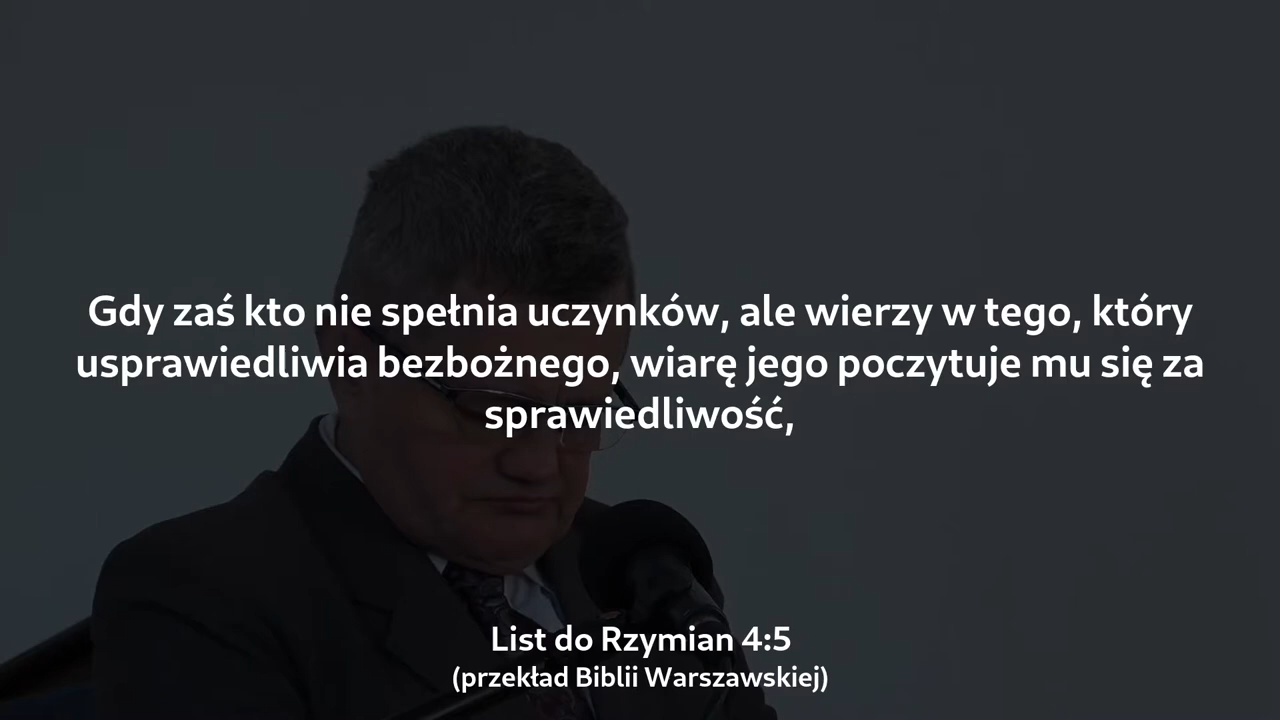 Gdy zaś kto nie spełnia uczynków, ale wierzy w tego, który
usprawiedliwia bezbożnego, wiarę jego poczytuje mu się za
sprawiedliwość,
List do Rzymian 4:5
(przekład Biblii Warszawskiej)